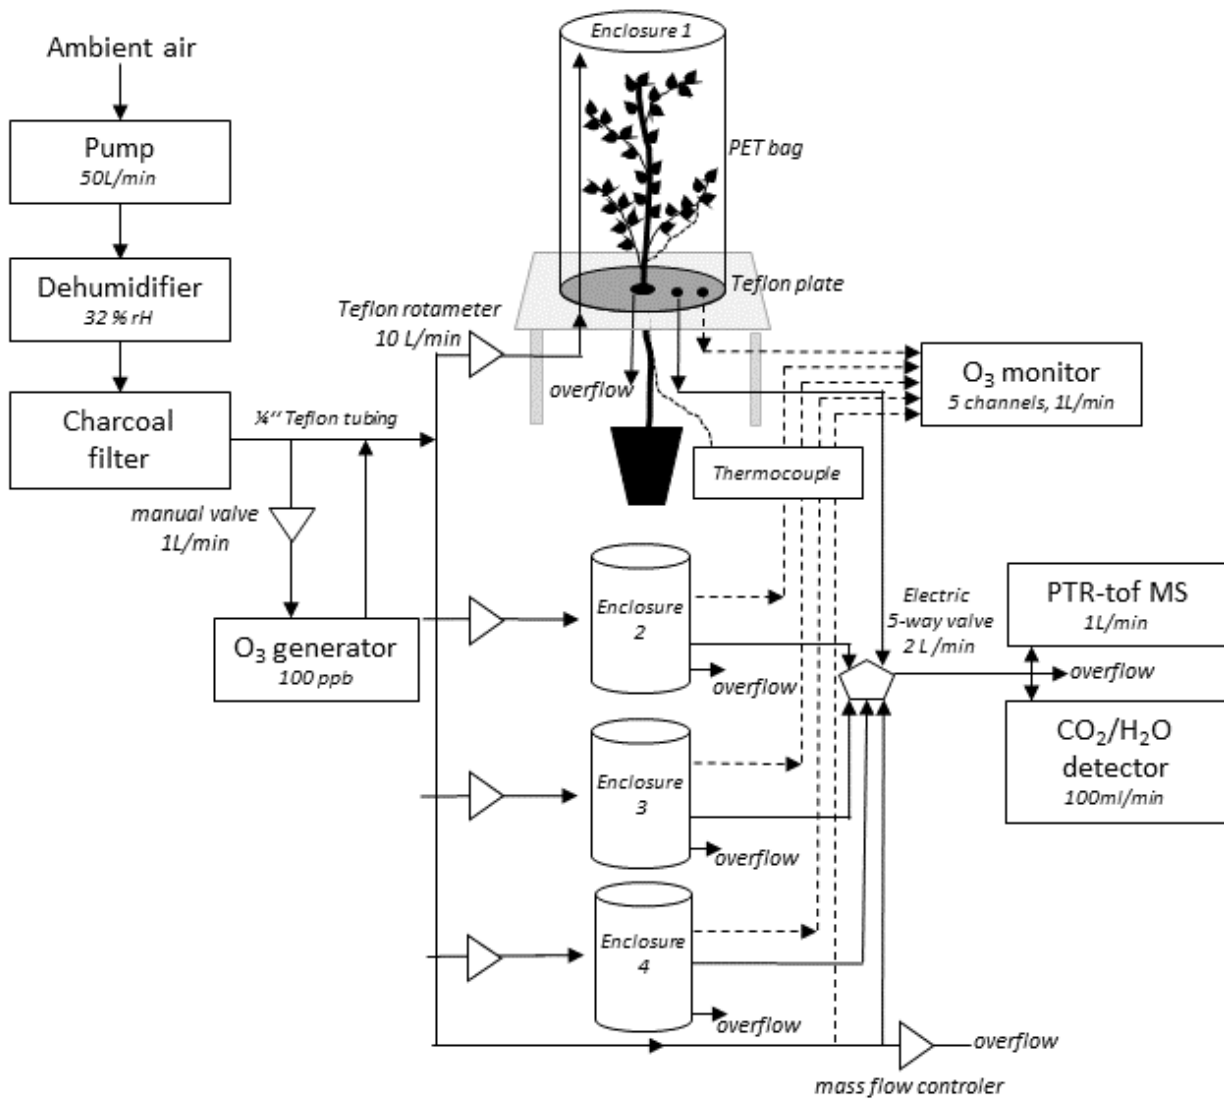 Ambient air
Pump
50L/min
Dehumidifier
32 % rH
Charcoal
filter
¼’’ Teflon tubing
manual valve
1L/min
O₃ generator
100 ppb
Enclosure 1
PET bag
Teflon plate
Teflon rotameter
10 L/min
overflow
O₃ monitor
5 channels, 1L/min
Thermocouple
Enclosure
2
overflow
Electric
5-way valve
2 L /min
PTR-tof MS
1L/min
overflow
CO₂/H₂O
detector
100ml/min
Enclosure
3
overflow
Enclosure
4
overflow
overflow
mass flow controler